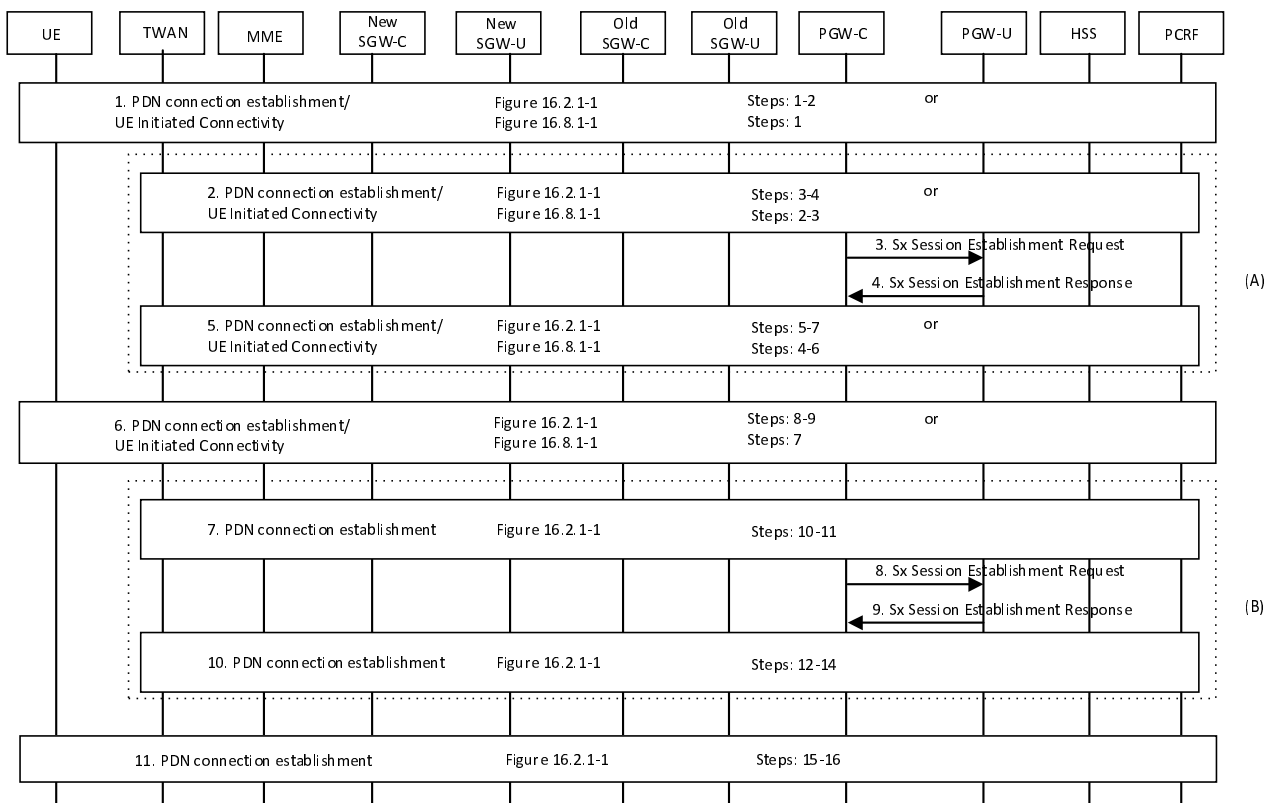 UE
TWAN
MME
New
SGW-C
New
SGW-U
Old
SGW-C
Old
SGW-U
PGW-C
PGW-U
HSS
PCRF
1. PDN connection establishment/ Figure 16.2.1-1 Steps: 1-2 or
UE Initiated Connectivity Figure 16.8.1-1 Steps: 1
2. PDN connection establishment/ Figure 16.2.1-1 Steps: 3-4 or
UE Initiated Connectivity Figure 16.8.1-1 Steps: 2-3
3. Sx Session Establishment Request
4. Sx Session Establishment Response
(A)
5. PDN connection establishment/ Figure 16.2.1-1 Steps: 5-7 or
UE Initiated Connectivity Figure 16.8.1-1 Steps: 4-6
6. PDN connection establishment/ Figure 16.2.1-1 Steps: 8-9 or
UE Initiated Connectivity Figure 16.8.1-1 Steps: 7
7. PDN connection establishment Figure 16.2.1-1 Steps: 10-11
8. Sx Session Establishment Request
9. Sx Session Establishment Response
(B)
10. PDN connection establishment Figure 16.2.1-1 Steps: 12-14
11. PDN connection establishment Figure 16.2.1-1 Steps: 15-16